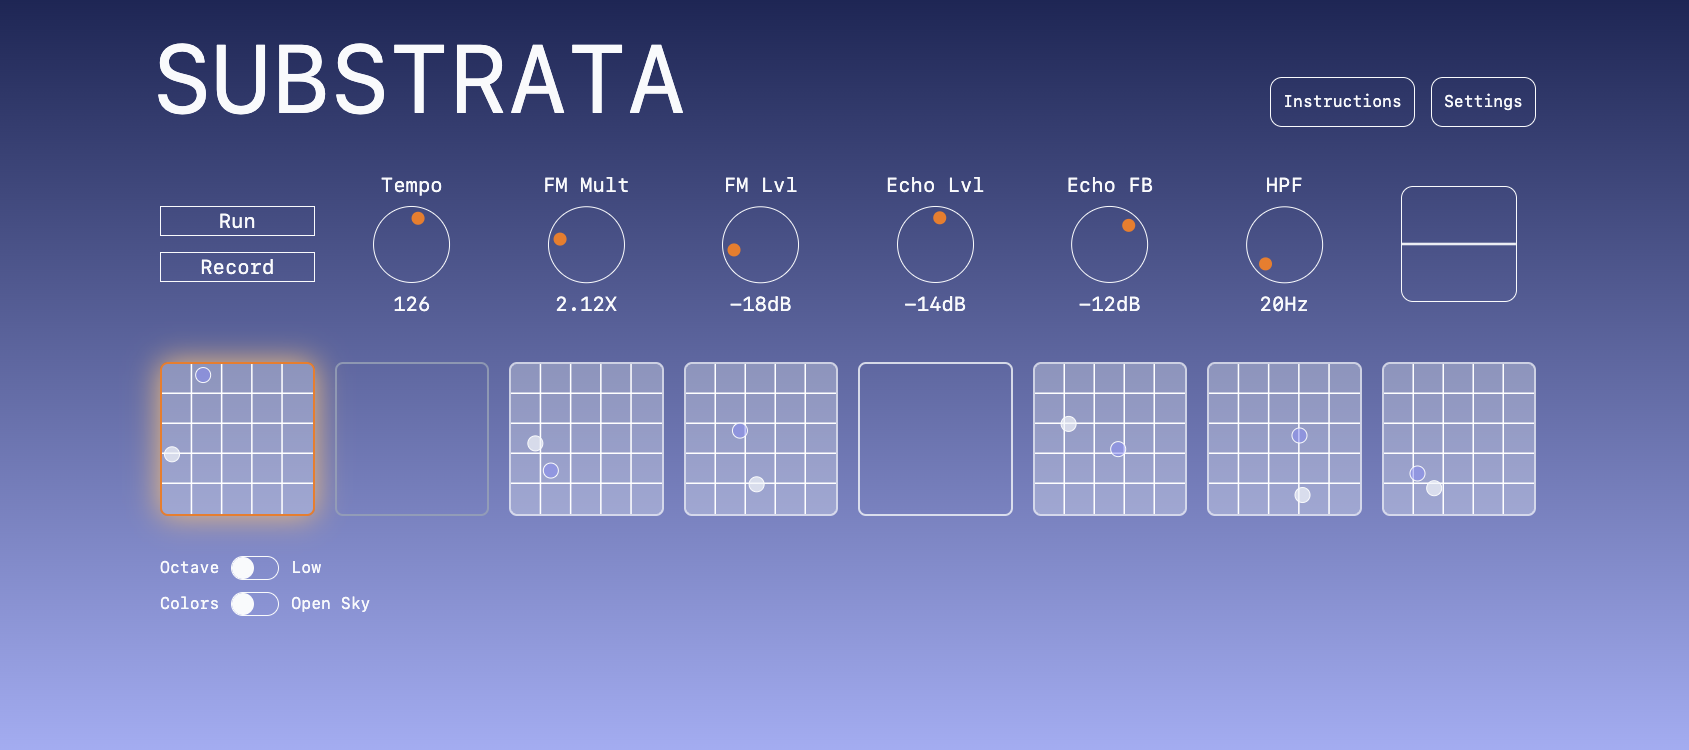 SUBSTRATA
Instructions
Settings
Tempo
FM Mult
FM Lvl
Echo Lvl
Echo FB
HPF
Run
Record
126
2.12X
−18dB
−14dB
−12dB
20Hz
Octave
Low
Colors
Open Sky